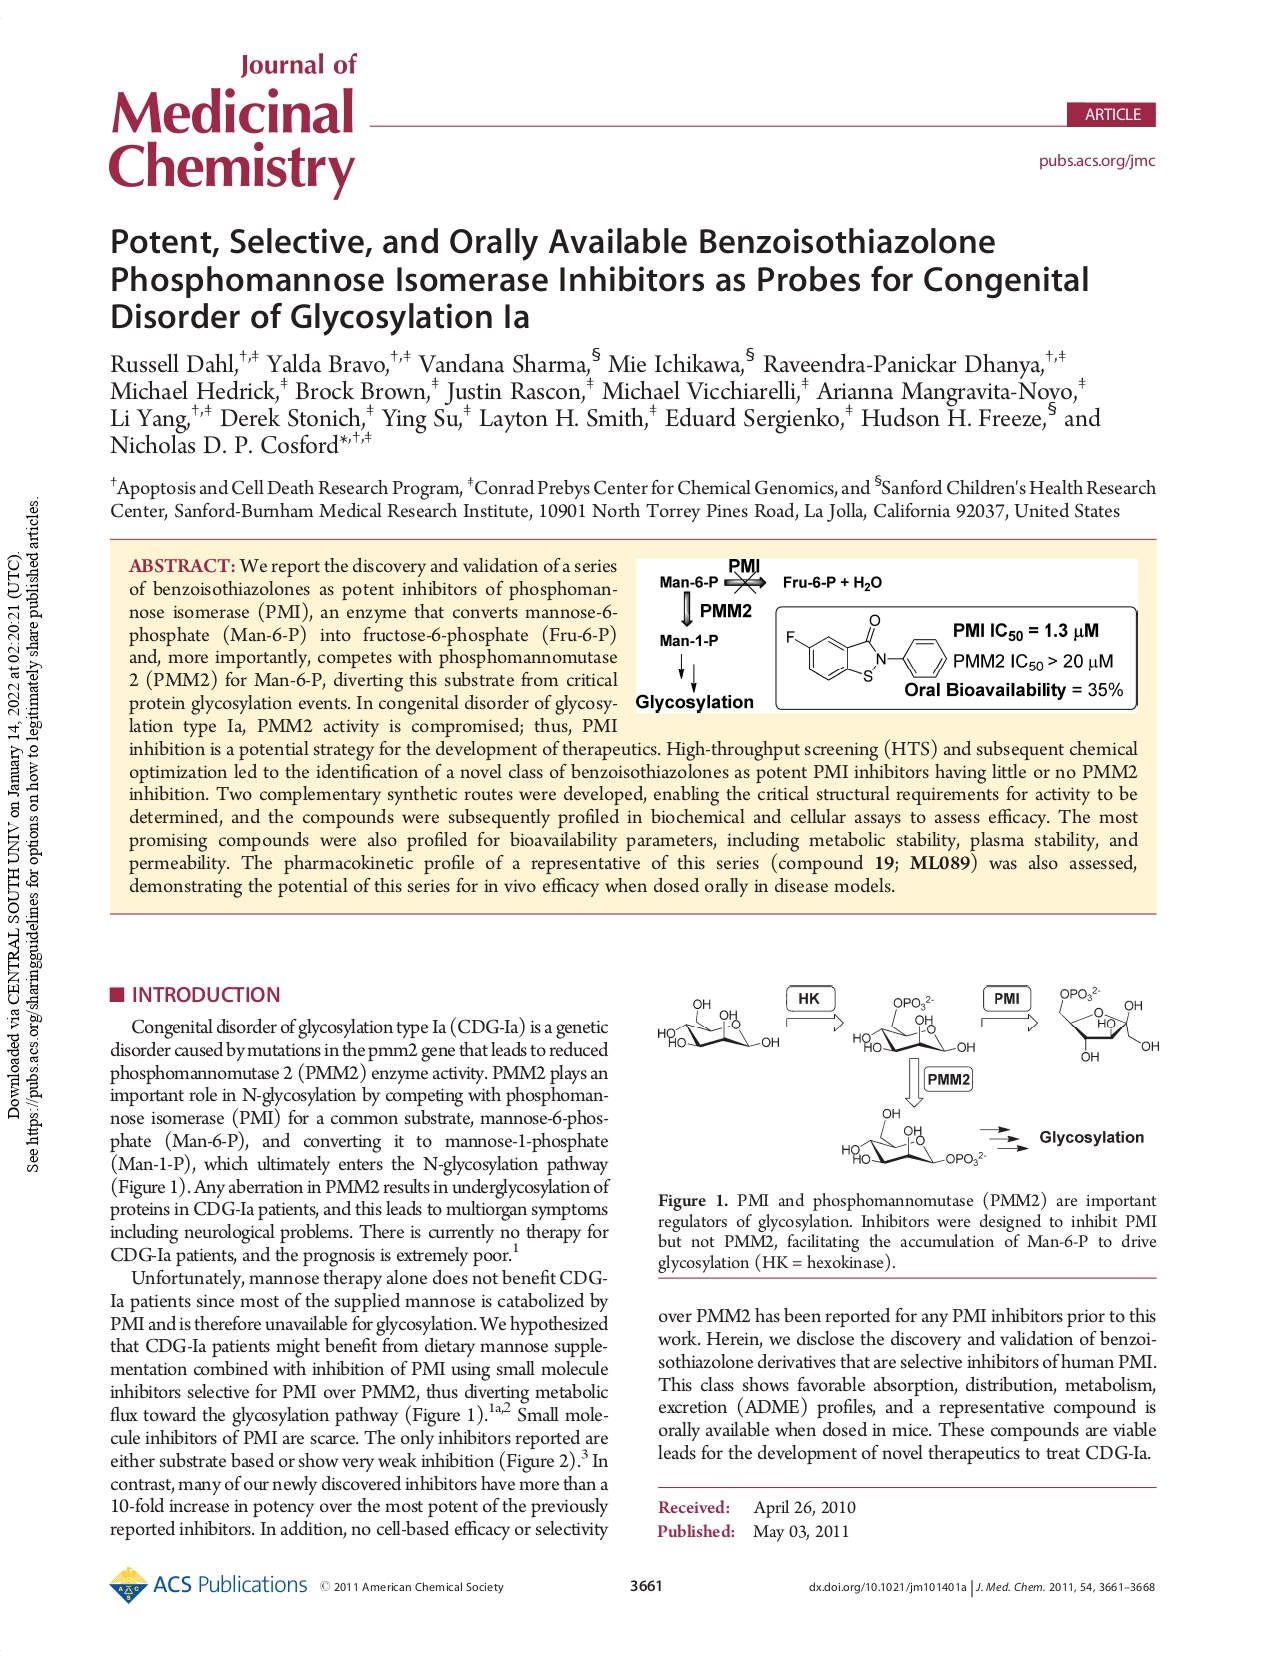 Journal of
Medicinal
Chemistry
ARTICLE
pubs.acs.org/jmc
Potent, Selective, and Orally Available Benzoisothiazolone
Phosphomannose Isomerase Inhibitors as Probes for Congenital
Disorder of Glycosylation Ia
Russell Dahl,†,‡ Yalda Bravo,†,‡ Vandana Sharma,§ Mie Ichikawa,§ Raveendra-Panickar Dhanya,†,‡
Michael Hedrick,‡ Brock Brown,‡ Justin Rascon,‡ Michael Vicchiarelli,‡ Arianna Mangravita-Novo,‡
Li Yang,†,‡ Derek Stonich,‡ Ying Su,‡ Layton H. Smith,‡ Eduard Sergienko,‡ Hudson H. Freeze,§ and
Nicholas D. P. Cosford*,†,‡
†Apoptosis and Cell Death Research Program, ‡Conrad Prebys Center for Chemical Genomics, and §Sanford Children's Health Research
Center, Sanford-Burnham Medical Research Institute, 10901 North Torrey Pines Road, La Jolla, California 92037, United States
ABSTRACT: We report the discovery and validation of a series
of benzoisothiazolones as potent inhibitors of phosphoman-
nose isomerase (PMI), an enzyme that converts mannose-6-
phosphate (Man-6-P) into fructose-6-phosphate (Fru-6-P)
and, more importantly, competes with phosphomannomutase
2 (PMM2) for Man-6-P, diverting this substrate from critical
protein glycosylation events. In congenital disorder of glycosy-
lation type Ia, PMM2 activity is compromised; thus, PMI
inhibition is a potential strategy for the development of therapeutics. High-throughput screening (HTS) and subsequent chemical
optimization led to the identification of a novel class of benzoisothiazolones as potent PMI inhibitors having little or no PMM2
inhibition. Two complementary synthetic routes were developed, enabling the critical structural requirements for activity to be
determined, and the compounds were subsequently profiled in biochemical and cellular assays to assess efficacy. The most
promising compounds were also profiled for bioavailability parameters, including metabolic stability, plasma stability, and
permeability. The pharmacokinetic profile of a representative of this series (compound 19; ML089) was also assessed,
demonstrating the potential of this series for in vivo efficacy when dosed orally in disease models.
PMI
Man-6-P Fru-6-P + H2O
PMM2
Man-1-P
Glycosylation
F O N S
PMI IC50 = 1.3 μM
PMM2 IC50 > 20 μM
Oral Bioavailability = 35%
■ INTRODUCTION
Congenital disorder of glycosylation type Ia (CDG-Ia) is a genetic
disorder caused by mutations in the pmm2 gene that leads to reduced
phosphomannomutase 2 (PMM2) enzyme activity. PMM2 plays an
important role in N-glycosylation by competing with phosphoman-
nose isomerase (PMI) for a common substrate, mannose-6-phos-
phate (Man-6-P), and converting it to mannose-1-phosphate
(Man-1-P), which ultimately enters the N-glycosylation pathway
(Figure 1). Any aberration in PMM2 results in underglycosylation of
proteins in CDG-Ia patients, and this leads to multiorgan symptoms
including neurological problems. There is currently no therapy for
CDG-Ia patients, and the prognosis is extremely poor.1
Unfortunately, mannose therapy alone does not benefit CDG-
Ia patients since most of the supplied mannose is catabolized by
PMI and is therefore unavailable for glycosylation. We hypothesized
that CDG-Ia patients might benefit from dietary mannose supple-
mentation combined with inhibition of PMI using small molecule
inhibitors selective for PMI over PMM2, thus diverting metabolic
flux toward the glycosylation pathway (Figure 1).1a,2 Small mole-
cule inhibitors of PMI are scarce. The only inhibitors reported are
either substrate based or show very weak inhibition (Figure 2).3 In
contrast, many of our newly discovered inhibitors have more than a
10-fold increase in potency over the most potent of the previously
reported inhibitors. In addition, no cell-based efficacy or selectivity
OH OH O HO HO OH
HK
OPO32- OH O HO HO OH
PMI
OPO32- O OH HO OH OH
PMM2
OH OH O HO HO OPO32-
Glycosylation
Figure 1. PMI and phosphomannomutase (PMM2) are important
regulators of glycosylation. Inhibitors were designed to inhibit PMI
but not PMM2, facilitating the accumulation of Man-6-P to drive
glycosylation (HK = hexokinase).
over PMM2 has been reported for any PMI inhibitors prior to this
work. Herein, we disclose the discovery and validation of benzoi-
sothiazolone derivatives that are selective inhibitors of human PMI.
This class shows favorable absorption, distribution, metabolism,
excretion (ADME) profiles, and a representative compound is
orally available when dosed in mice. These compounds are viable
leads for the development of novel therapeutics to treat CDG-Ia.
Received: April 26, 2010
Published: May 03, 2011
ACS Publications © 2011 American Chemical Society
3661
dx.doi.org/10.1021/jm101401a | J. Med. Chem. 2011, 54, 3661–3668
Downloaded via CENTRAL SOUTH UNIV on January 14, 2022 at 02:20:21 (UTC).
See https://pubs.acs.org/sharingguidelines for options on how to legitimately share published articles.